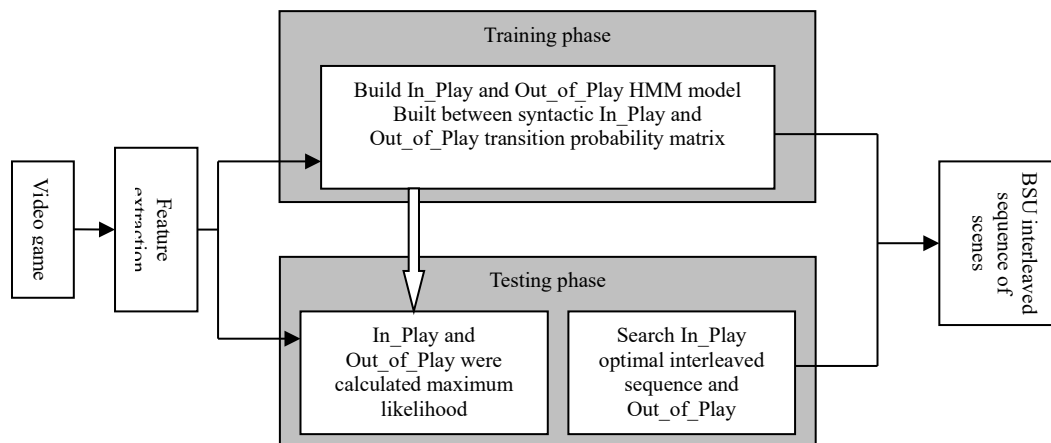 Training phase
Build In_Play and Out_of_Play HMM model
Built between syntactic In_Play and
Out_of_Play transition probability matrix
Video game
Feature
extraction
BSU interleaved
sequence of
scenes
Testing phase
In_Play and
Out_of_Play were
calculated maximum
likelihood
Search In_Play
optimal interleaved
sequence and
Out_of_Play